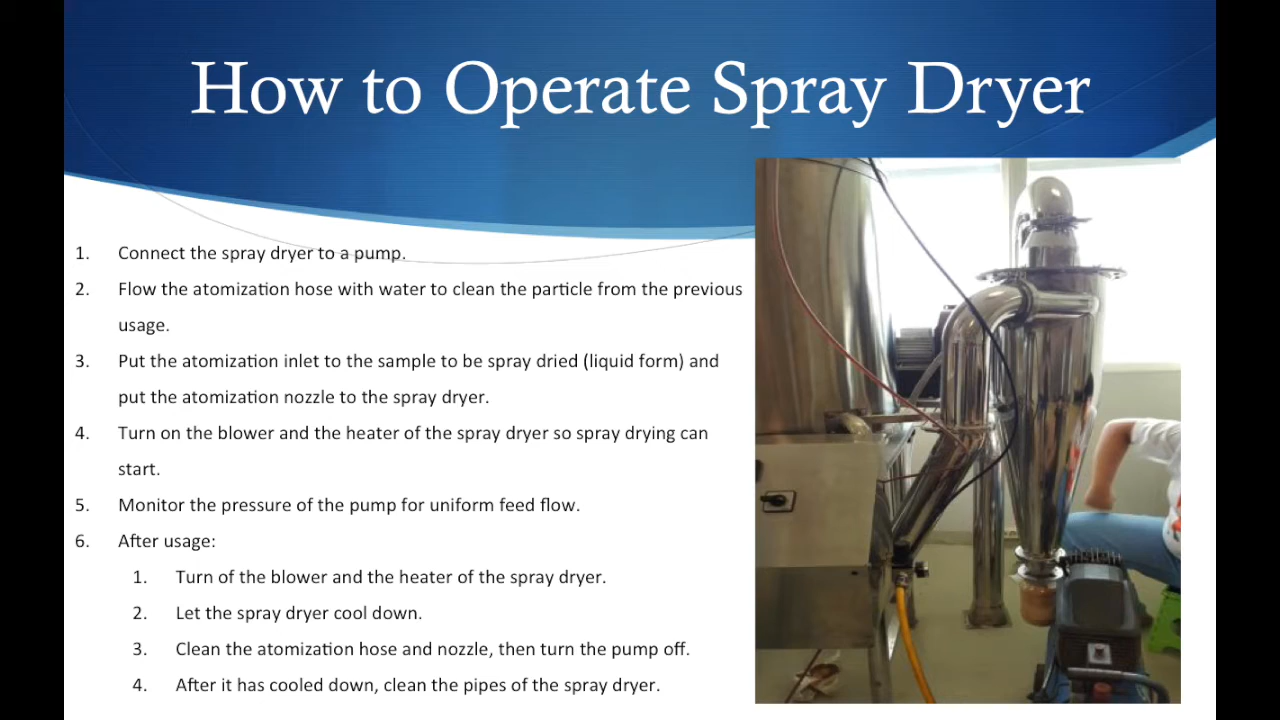 How to Operate Spray Dryer
1. Connect the spray dryer to a pump.
2. Flow the atomization hose with water to clean the particle from the previous
usage.
3. Put the atomization inlet to the sample to be spray dried (liquid form) and
put the atomization nozzle to the spray dryer.
4. Turn on the blower and the heater of the spray dryer so spray drying can
start.
5. Monitor the pressure of the pump for uniform feed flow.
6. After usage:
1. Turn of the blower and the heater of the spray dryer.
2. Let the spray dryer cool down.
3. Clean the atomization hose and nozzle, then turn the pump off.
4. After it has cooled down, clean the pipes of the spray dryer.